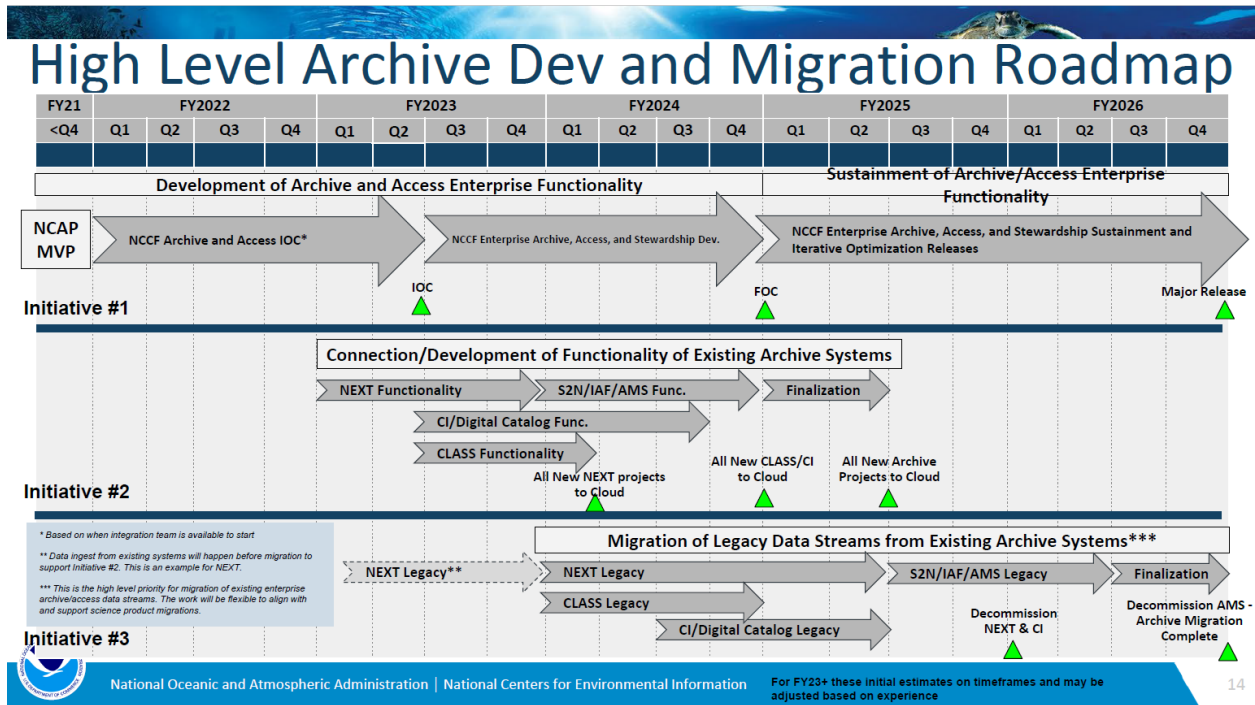 High Level Archive Dev and Migration Roadmap
FY21 FY2022 FY2023 FY2024 FY2025 FY2026
<Q4 Q1 Q2 Q3 Q4 Q1 Q2 Q3 Q4 Q1 Q2 Q3 Q4 Q1 Q2 Q3 Q4 Q1 Q2 Q3 Q4
Development of Archive and Access Enterprise Functionality
Sustainment of Archive/Access Enterprise
Functionality
NCAP
MVP
NCCF Archive and Access IOC*
NCCF Enterprise Archive, Access, and Stewardship Dev.
NCCF Enterprise Archive, Access, and Stewardship Sustainment and
Iterative Optimization Releases
IOC
FOC
Major Release
Initiative #1
Connection/Development of Functionality of Existing Archive Systems
NEXT Functionality
S2N/IAF/AMS Func.
Finalization
CI/Digital Catalog Func.
CLASS Functionality
All New NEXT projects
to Cloud
All New CLASS/CI
to Cloud
All New Archive
Projects to Cloud
Initiative #2
* Based on when integration team is available to start
** Data ingest from existing systems will happen before migration to
support Initiative #2. This is an example for NEXT.
*** This is the high level priority for migration of existing enterprise
archive/access data streams. The work will be flexible to align with
and support science product migrations.
Migration of Legacy Data Streams from Existing Archive Systems***
NEXT Legacy**
NEXT Legacy
S2N/IAF/AMS Legacy
Finalization
CLASS Legacy
CI/Digital Catalog Legacy
Decommission
NEXT & CI
Decommission AMS -
Archive Migration
Complete
Initiative #3
National Oceanic and Atmospheric Administration | National Centers for Environmental Information
For FY23+ these initial estimates on timeframes and may be
adjusted based on experience
14